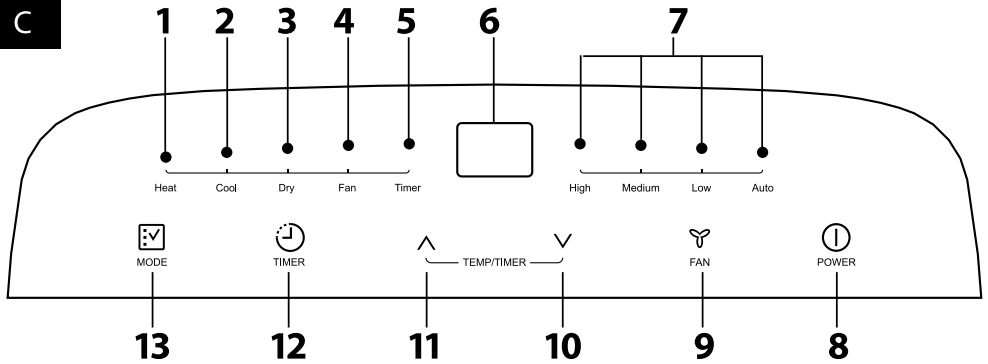 C
1 2 3 4 5 6 7
Heat Cool Dry Fan Timer High Medium Low Auto
MODE TIMER TEMP/TIMER FAN POWER
13 12 11 10 9 8